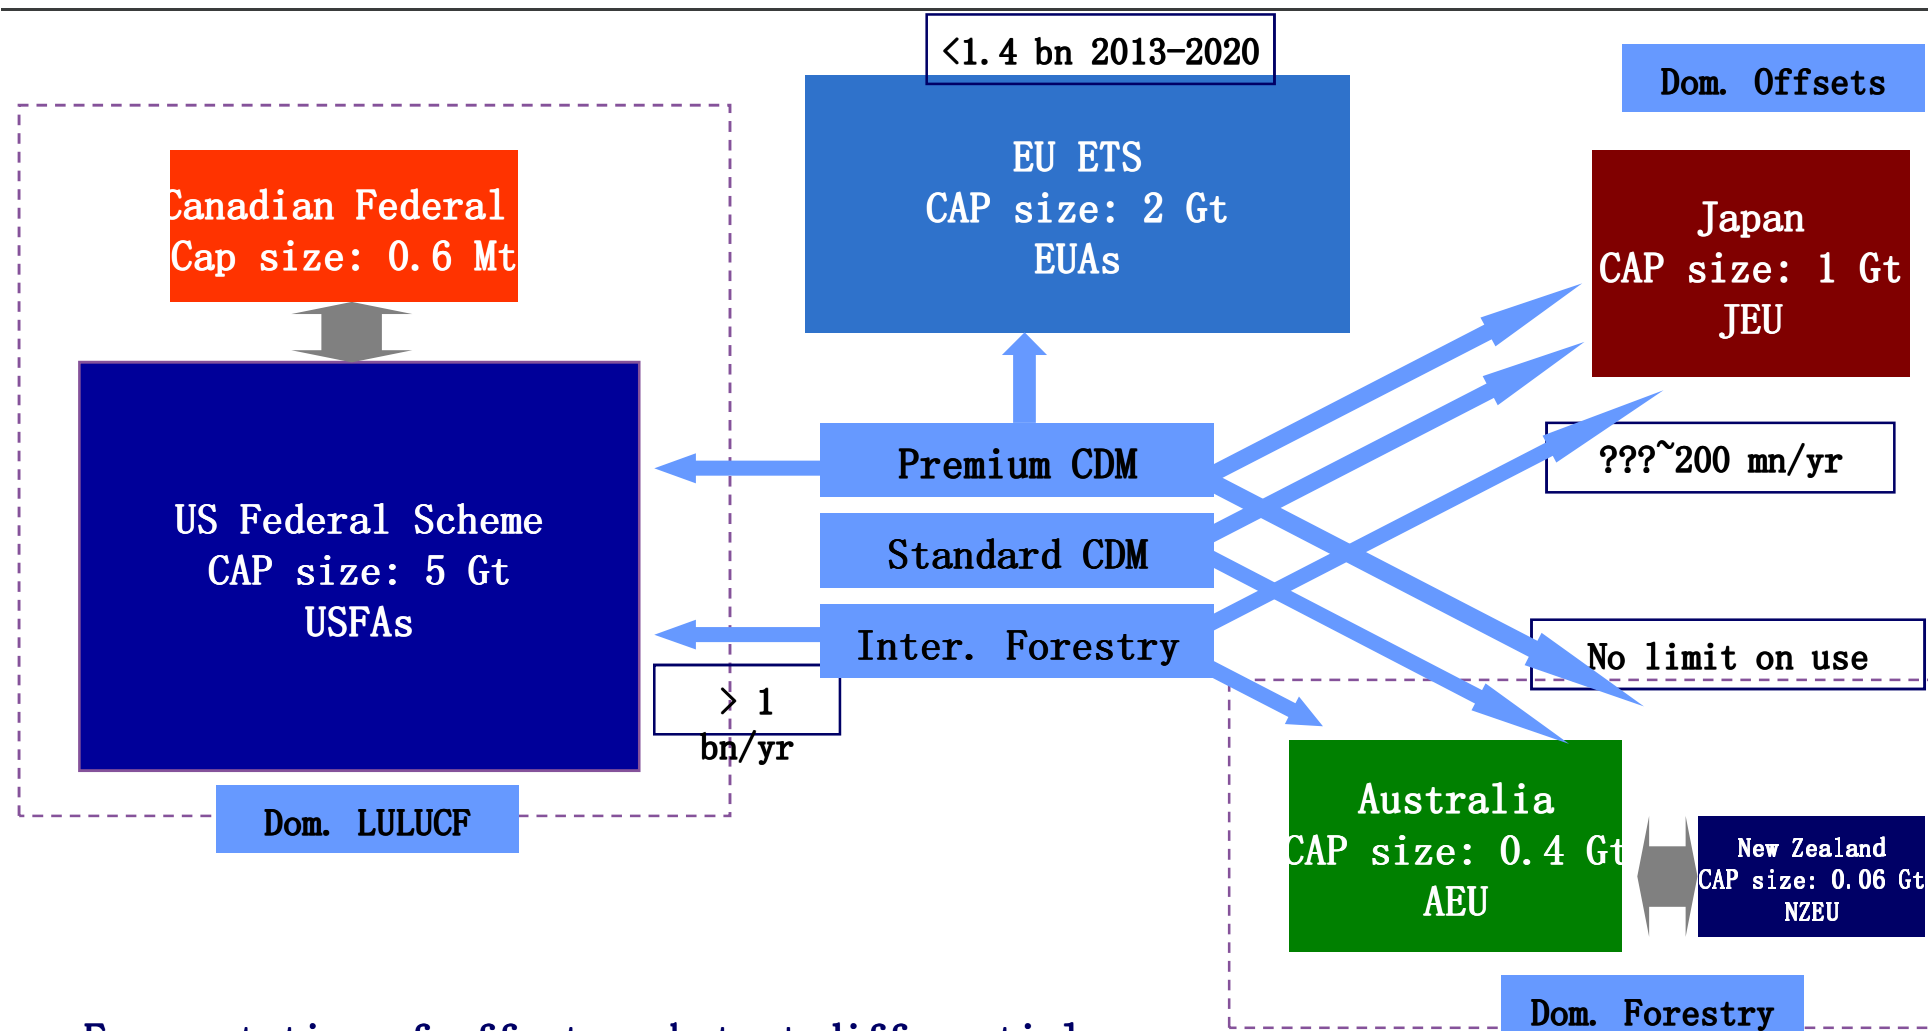 <1.4 bn 2013-2020
Dom. Offsets
EU ETS
CAP size: 2 Gt
EUAs
Canadian Federal
Cap size: 0.6 Mt
Japan
CAP size: 1 Gt
JEU
Premium CDM
???~200 mn/yr
US Federal Scheme
CAP size: 5 Gt
USFAs
Standard CDM
Inter. Forestry
No limit on use
> 1
bn/yr
Dom. LULUCF
Australia
CAP size: 0.4 Gt
AEU
New Zealand
CAP size: 0.06 Gt
NZEU
Dom. Forestry